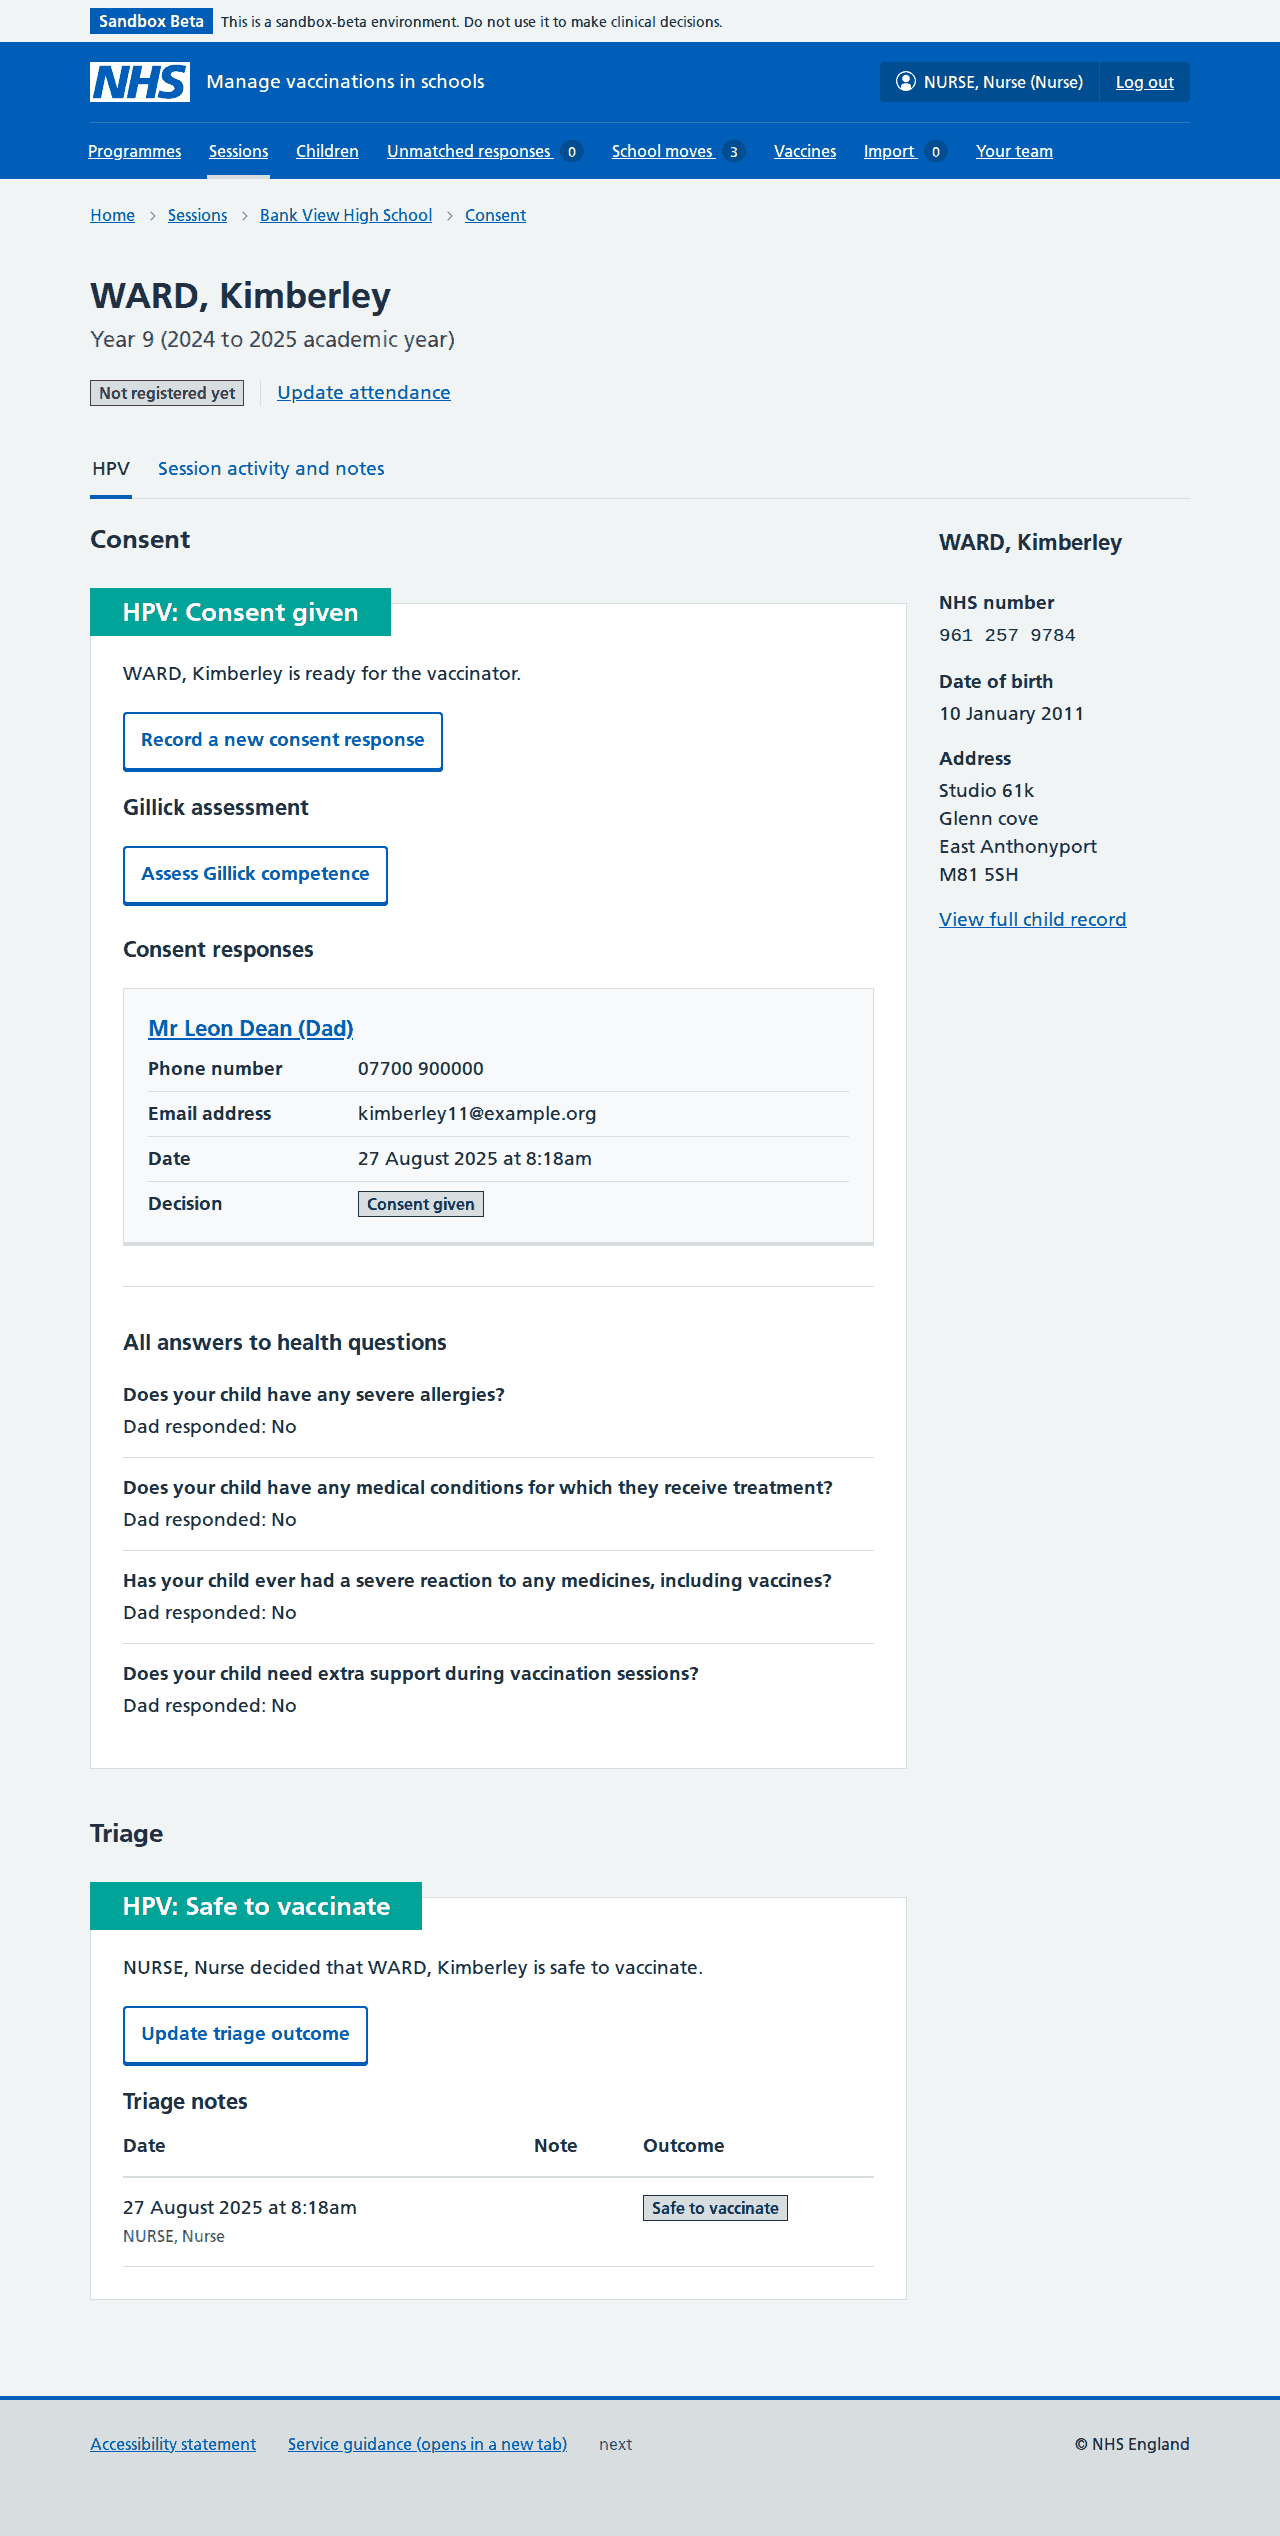 Sandbox Beta This is a sandbox-beta environment. Do not use it to make clinical decisions.
NHS Manage vaccinations in schools NURSE, Nurse (Nurse) Log out
Programmes Sessions Children Unmatched responses 0 School moves 3 Vaccines Import 0 Your team
Home Sessions Bank View High School Consent
WARD, Kimberley
Year 9 (2024 to 2025 academic year)
Not registered yet Update attendance
HPV Session activity and notes
Consent
HPV: Consent given
WARD, Kimberley is ready for the vaccinator.
Record a new consent response
Gillick assessment
Assess Gillick competence
Consent responses
Mr Leon Dean (Dad)
Phone number 07700 900000
Email address kimberley11@example.org
Date 27 August 2025 at 8:18am
Decision Consent given
All answers to health questions
Does your child have any severe allergies?
Dad responded: No
Does your child have any medical conditions for which they receive treatment?
Dad responded: No
Has your child ever had a severe reaction to any medicines, including vaccines?
Dad responded: No
Does your child need extra support during vaccination sessions?
Dad responded: No
WARD, Kimberley
NHS number
961 257 9784
Date of birth
10 January 2011
Address
Studio 61k
Glenn cove
East Anthonyport
M81 5SH
View full child record
Triage
HPV: Safe to vaccinate
NURSE, Nurse decided that WARD, Kimberley is safe to vaccinate.
Update triage outcome
Triage notes
Date Note Outcome
27 August 2025 at 8:18am Safe to vaccinate
NURSE, Nurse
Accessibility statement Service guidance (opens in a new tab) next © NHS England